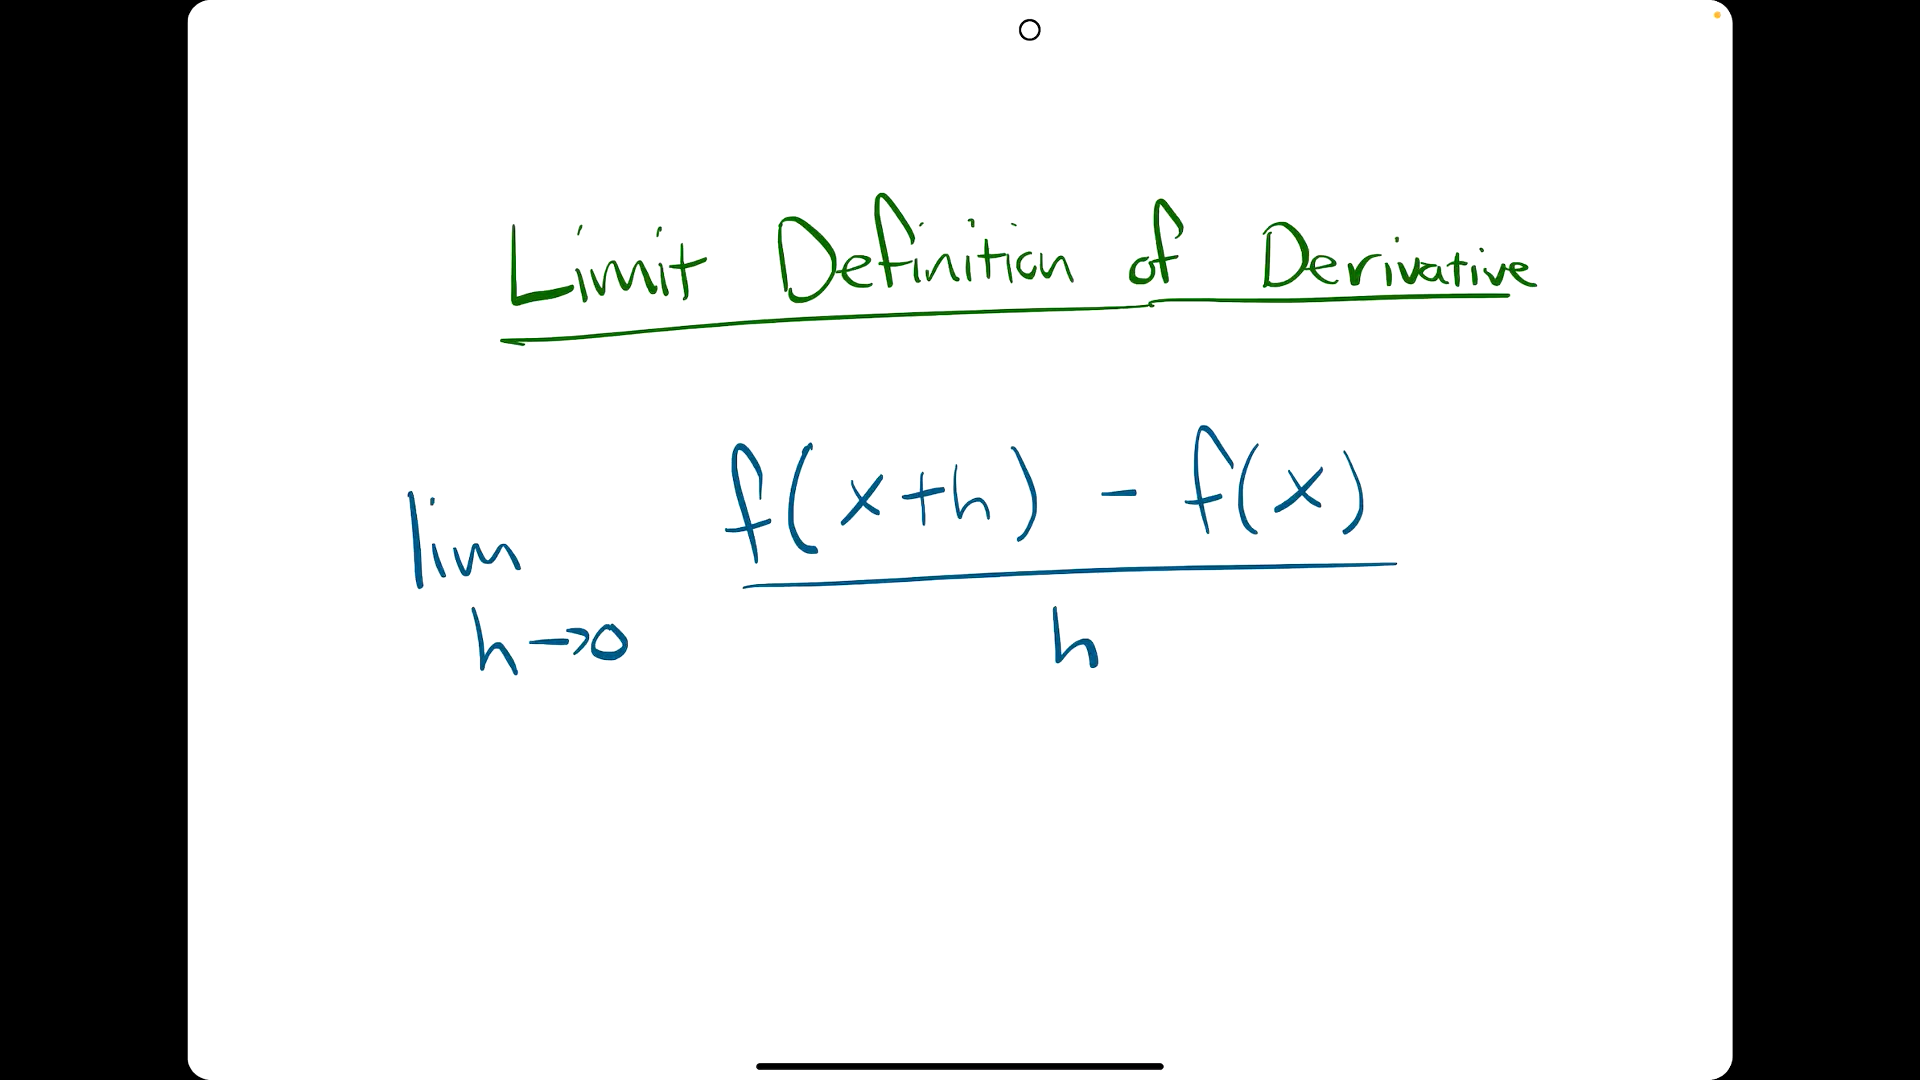 Limit Definition of Derivative
f(x+h) - f(x)
lim
h→0 h